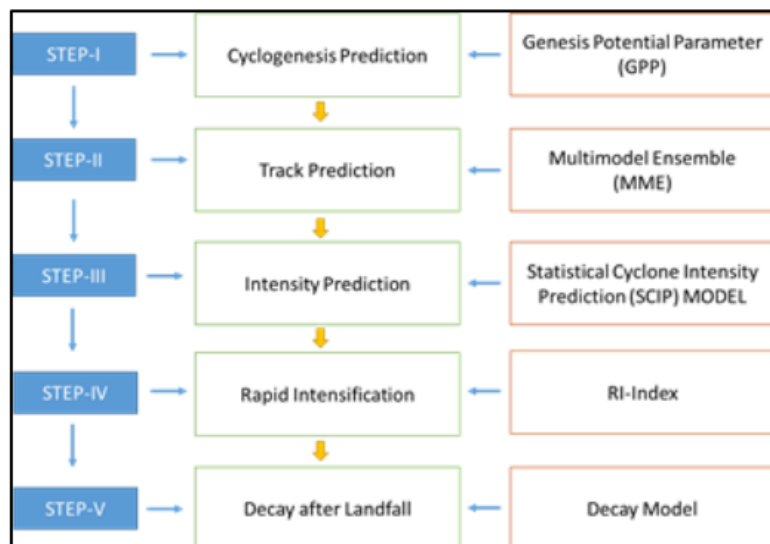 STEP-I
Cyclogenesis Prediction
Genesis Potential Parameter
(GPP)
STEP-II
Track Prediction
Multimodel Ensemble
(MME)
STEP-III
Intensity Prediction
Statistical Cyclone Intensity
Prediction (SCIP) MODEL
STEP-IV
Rapid Intensification
RI-Index
STEP-V
Decay after Landfall
Decay Model